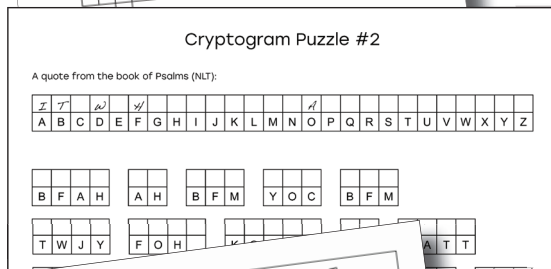 Cryptogram Puzzle #2
A quote from the book of Psalms (NLT):
I T W H A
A B C D E F G H I J K L M N O P Q R S T U V W X Y Z
B F A H A H B F M Y O C B F M
T W J Y F O H A T T